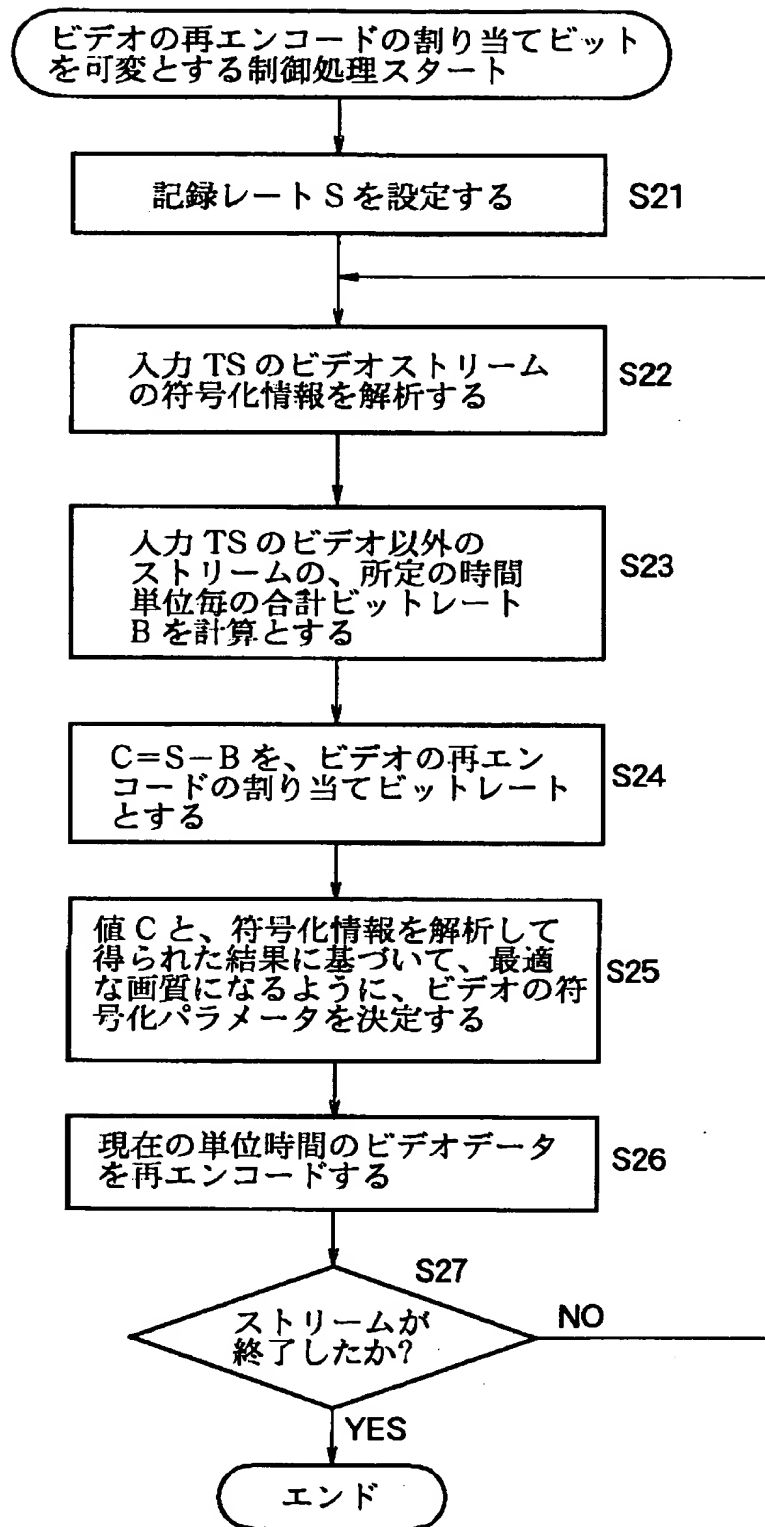 ビデオの再エンコードの割り当てビット
を可変とする制御処理スタート
記録レートSを設定する
S21
入力TSのビデオストリーム
の符号化情報を解析する
S22
入力TSのビデオ以外の
ストリームの、所定の時間
単位毎の合計ビットレート
Bを計算とする
S23
C=S−Bを、ビデオの再エン
コードの割り当てビットレート
とする
S24
値Cと、符号化情報を解析して
得られた結果に基づいて、最適
な画質になるように、ビデオの符
号化パラメータを決定する
S25
現在の単位時間のビデオデータ
を再エンコードする
S26
S27
ストリームが
終了したか?
NO
YES
エンド